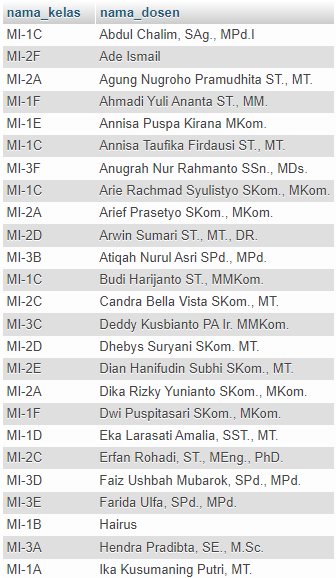 nama_kelas nama_dosen
MI-1C Abdul Chalim, SAg., MPd.I
MI-2F Ade Ismail
MI-2A Agung Nugroho Pramudhita ST., MT.
MI-1F Ahmadi Yuli Ananta ST., MM.
MI-1E Annisa Puspa Kirana MKom.
MI-1C Annisa Taufika Firdausi ST., MT.
MI-3F Anugrah Nur Rahmanto SSn., MDs.
MI-1C Arie Rachmad Syulistyo SKom., MKom.
MI-2A Arief Prasetyo SKom., MKom.
MI-2D Arwin Sumari ST., MT., DR.
MI-3B Atiqah Nurul Asri SPd., MPd.
MI-1C Budi Harijanto ST., MMKom.
MI-2C Candra Bella Vista SKom., MT.
MI-3C Deddy Kusbianto PA Ir. MMKom.
MI-2D Dhebys Suryani SKom. MT.
MI-2E Dian Hanifudin Subhi SKom., MT.
MI-2A Dika Rizky Yunianto SKom., MKom.
MI-1F Dwi Puspitasari SKom., MKom.
MI-1D Eka Larasati Amalia, SST., MT.
MI-2C Erfan Rohadi, ST., MEng., PhD.
MI-3D Faiz Ushbah Mubarok, SPd., MPd.
MI-3E Farida Ulfa, SPd., MPd.
MI-1B Hairus
MI-3A Hendra Pradibta, SE., M.Sc.
MI-1A Ika Kusumaning Putri, MT.